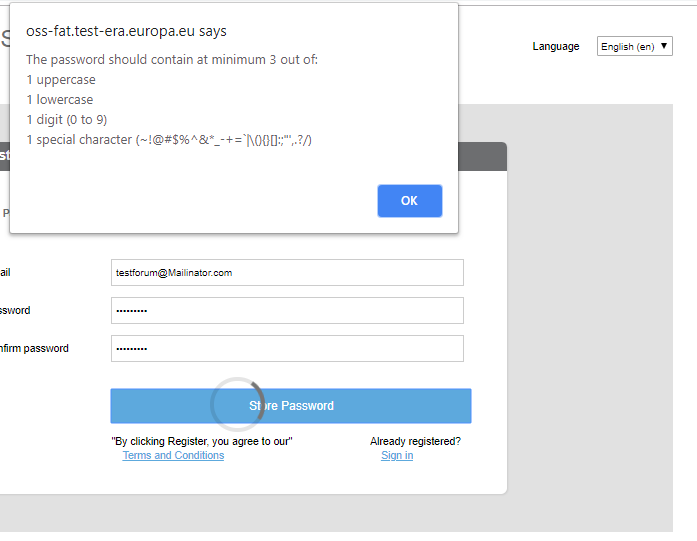 oss-fat.test-era.europa.eu says
The password should contain at minimum 3 out of:
1 uppercase
1 lowercase
1 digit (0 to 9)
1 special character (~!@#$%^&*_-+=`|\(){}[]:;"',.?/)
OK
S
Language
English (en)
st
P
ail
testforum@Mailinator.com
ssword
•••••••••
nfirm password
•••••••••
Store Password
"By clicking Register, you agree to our"
Terms and Conditions
Already registered?
Sign in